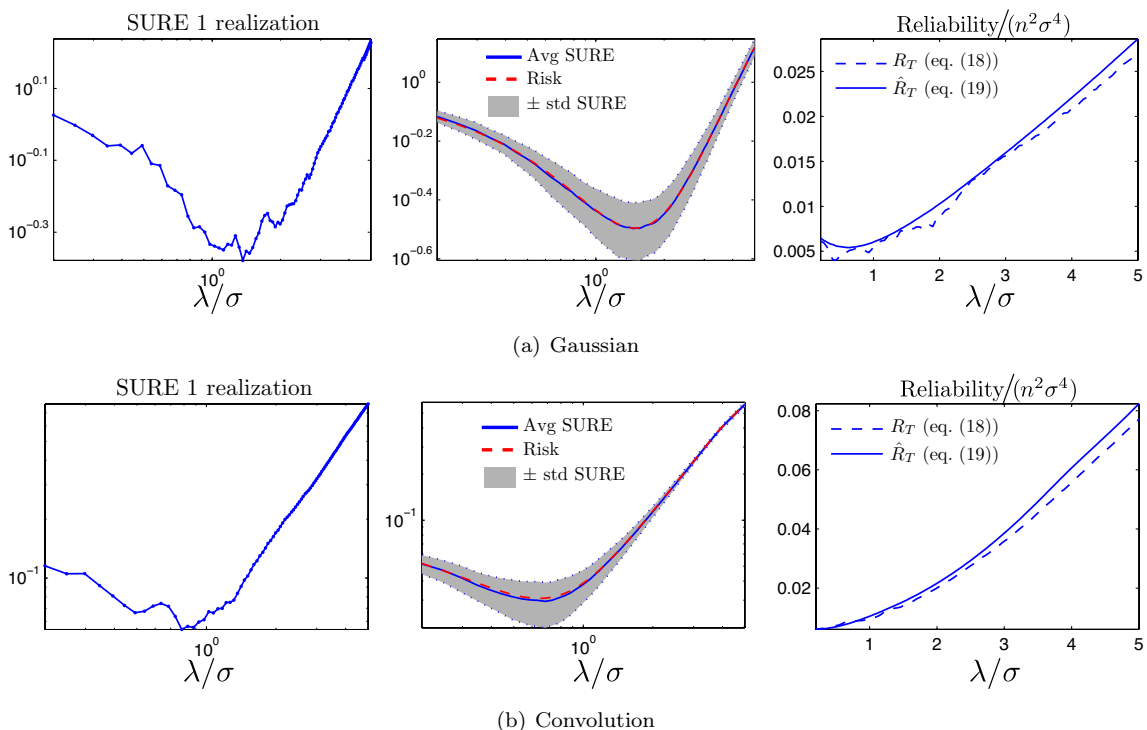 SURE 1 realization
10^0.1
10^−0.1
10^−0.3
10^0
λ/σ
Avg SURE
Risk
± std SURE
10^0
10^−0.2
10^−0.4
10^−0.6
10^0
λ/σ
Reliability/(n²σ⁴)
R_T (eq. (18))
R̂_T (eq. (19))
0.025
0.02
0.015
0.01
0.005
1 2 3 4 5
λ/σ
(a) Gaussian
SURE 1 realization
10^−1
10^0
λ/σ
Avg SURE
Risk
± std SURE
10^−1
10^0
λ/σ
Reliability/(n²σ⁴)
R_T (eq. (18))
R̂_T (eq. (19))
0.08
0.06
0.04
0.02
1 2 3 4 5
λ/σ
(b) Convolution